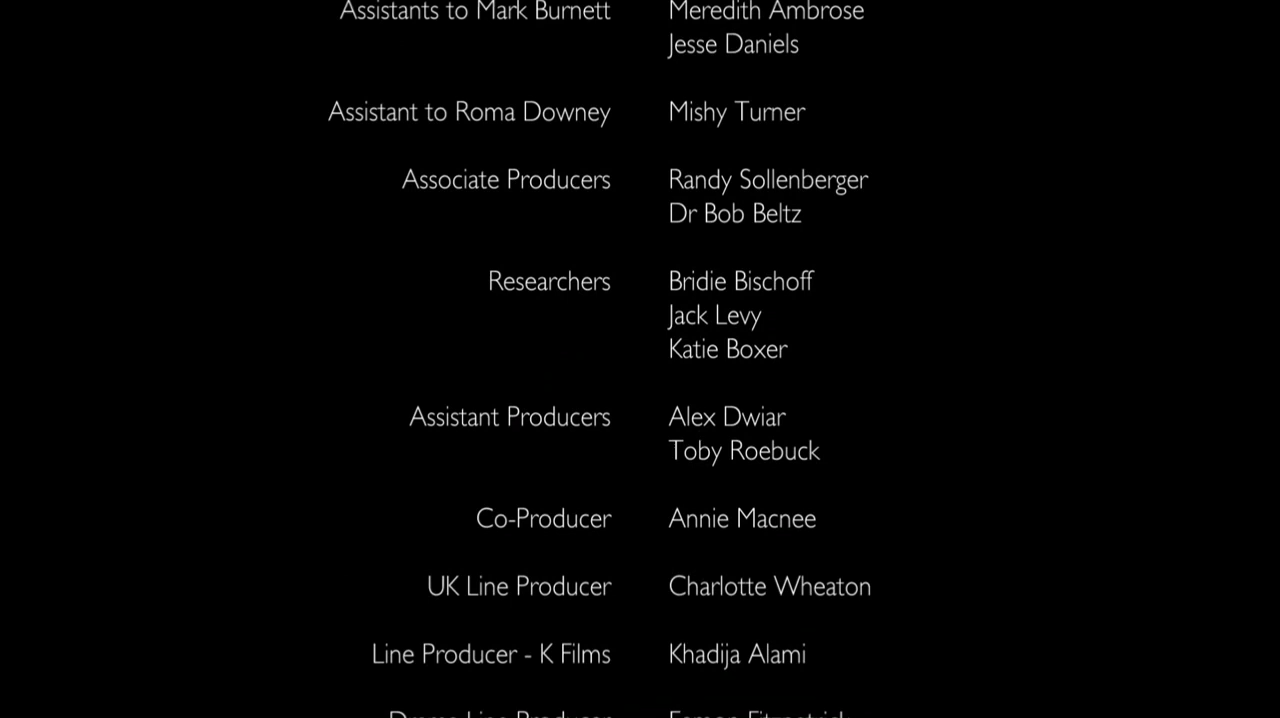 Assistants to Mark Burnett Meredith Ambrose
Jesse Daniels
Assistant to Roma Downey Mishy Turner
Associate Producers Randy Sollenberger
Dr Bob Beltz
Researchers Bridie Bischoff
Jack Levy
Katie Boxer
Assistant Producers Alex Dwiar
Toby Roebuck
Co-Producer Annie Macnee
UK Line Producer Charlotte Wheaton
Line Producer - K Films Khadija Alami
Line Producer